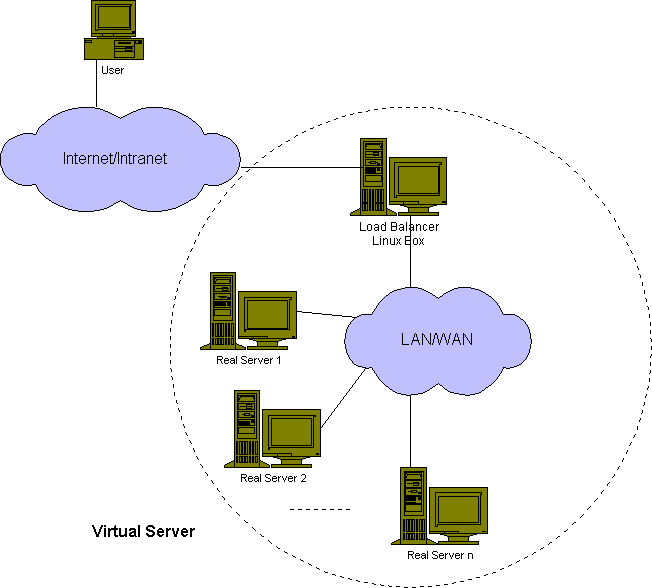 User
Internet/Intranet
Load Balancer
Linux Box
Real Server 1
LAN/WAN
Real Server 2
Virtual Server
Real Server n